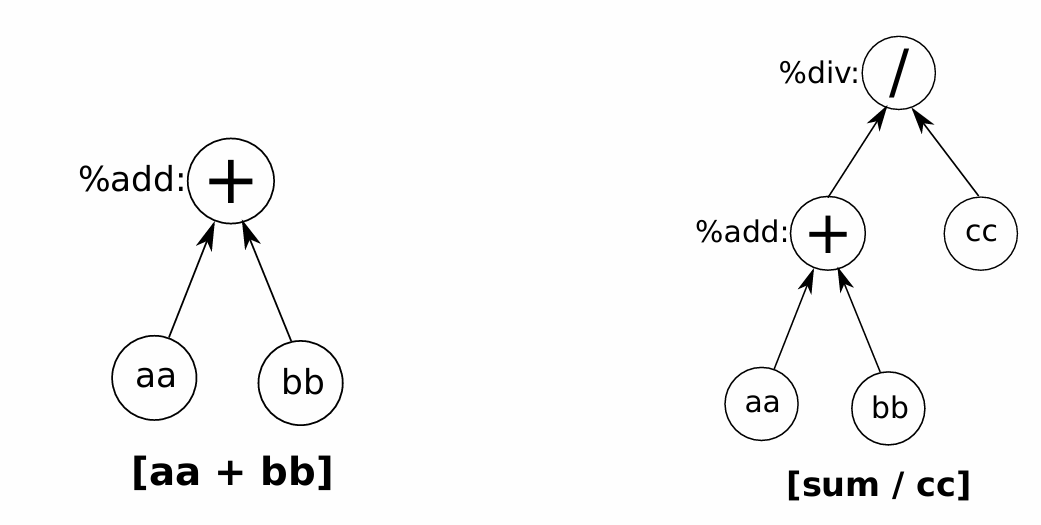 %add:
+
aa
bb
[aa + bb]
%div:
/
%add:
+
cc
aa
bb
[sum / cc]